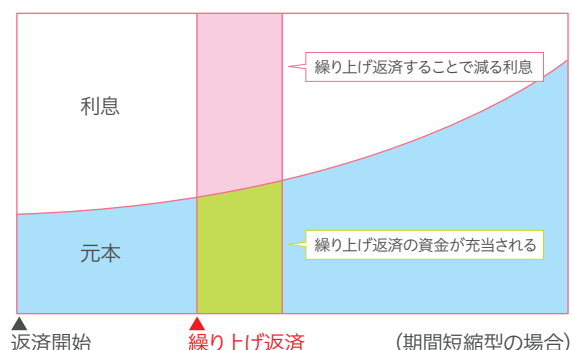 繰り上げ返済することで減る利息
利息
繰り上げ返済の資金が充当される
元本
返済開始
繰り上げ返済
(期間短縮型の場合)